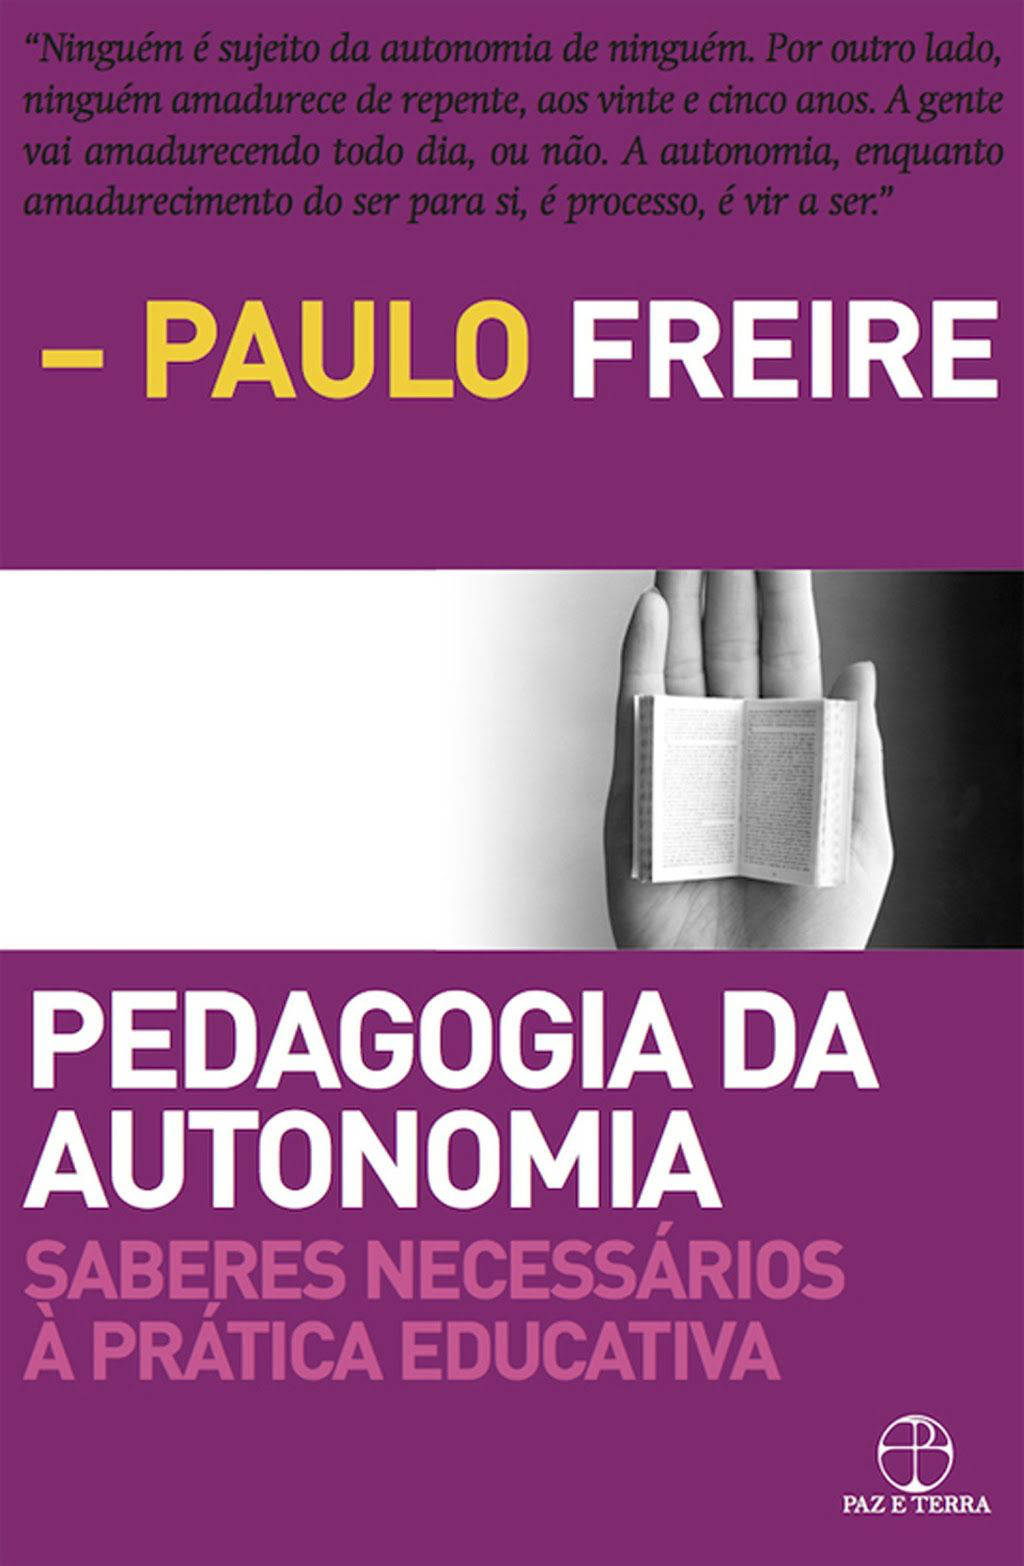 “Ninguém é sujeito da autonomia de ninguém. Por outro lado,
ninguém amadurece de repente, aos vinte e cinco anos. A gente
vai amadurecendo todo dia, ou não. A autonomia, enquanto
amadurecimento do ser para si, é processo, é vir a ser.”
– PAULO FREIRE
PEDAGOGIA DA
AUTONOMIA
SABERES NECESSÁRIOS
À PRÁTICA EDUCATIVA
PAZ E TERRA